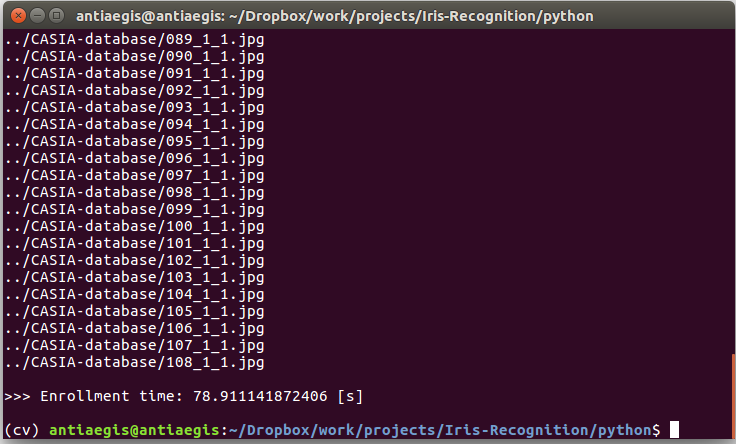 antiaegis@antiaegis: ~/Dropbox/work/projects/Iris-Recognition/python
../CASIA-database/089_1_1.jpg
../CASIA-database/090_1_1.jpg
../CASIA-database/091_1_1.jpg
../CASIA-database/092_1_1.jpg
../CASIA-database/093_1_1.jpg
../CASIA-database/094_1_1.jpg
../CASIA-database/095_1_1.jpg
../CASIA-database/096_1_1.jpg
../CASIA-database/097_1_1.jpg
../CASIA-database/098_1_1.jpg
../CASIA-database/099_1_1.jpg
../CASIA-database/100_1_1.jpg
../CASIA-database/101_1_1.jpg
../CASIA-database/102_1_1.jpg
../CASIA-database/103_1_1.jpg
../CASIA-database/104_1_1.jpg
../CASIA-database/105_1_1.jpg
../CASIA-database/106_1_1.jpg
../CASIA-database/107_1_1.jpg
../CASIA-database/108_1_1.jpg
>>> Enrollment time: 78.911141872406 [s]
(cv) antiaegis@antiaegis:~/Dropbox/work/projects/Iris-Recognition/python$